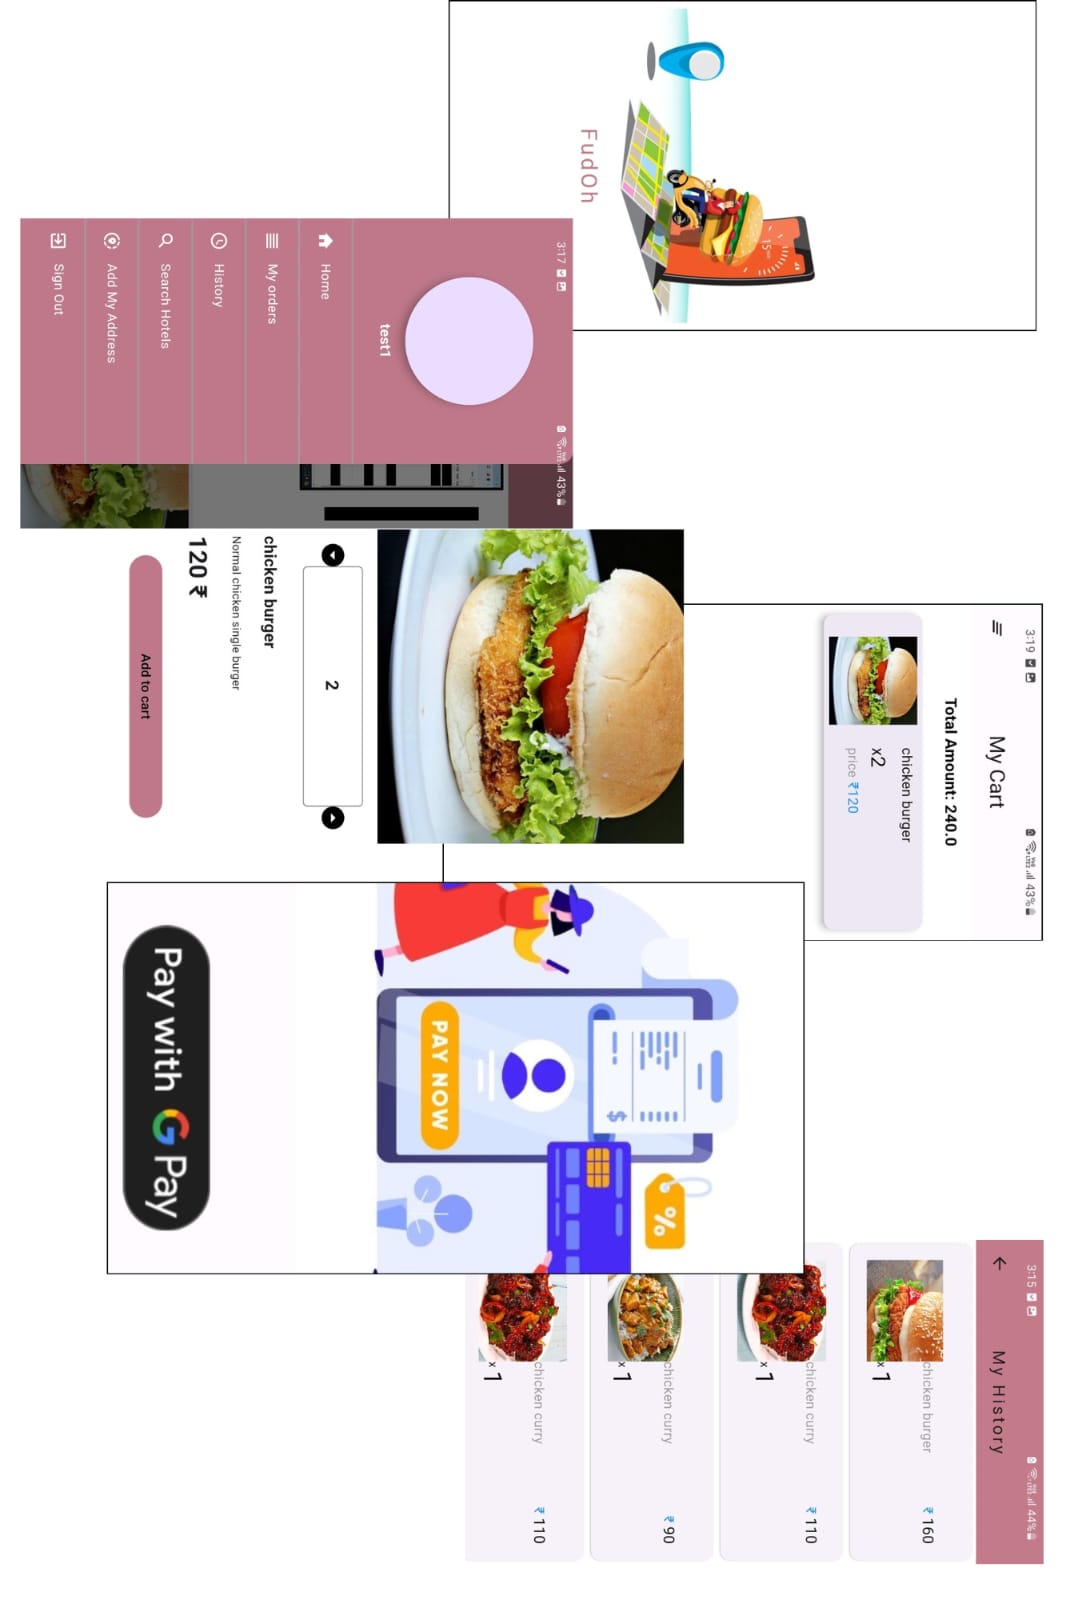 15
FudOh
3:17
43%
test1
Home
My orders
History
Search Hotels
Add My Address
Sign Out
3:19
43%
My Cart
Total Amount: 240.0
chicken burger
x2
price ₹120
2
chicken burger
Normal chicken single burger
120 ₹
Add to cart
%
$
PAY NOW
Pay with G Pay
3:15
44%
My History
chicken burger ₹ 160
x 1
chicken curry ₹ 110
x 1
chicken curry ₹ 90
x 1
chicken curry ₹ 110
x 1